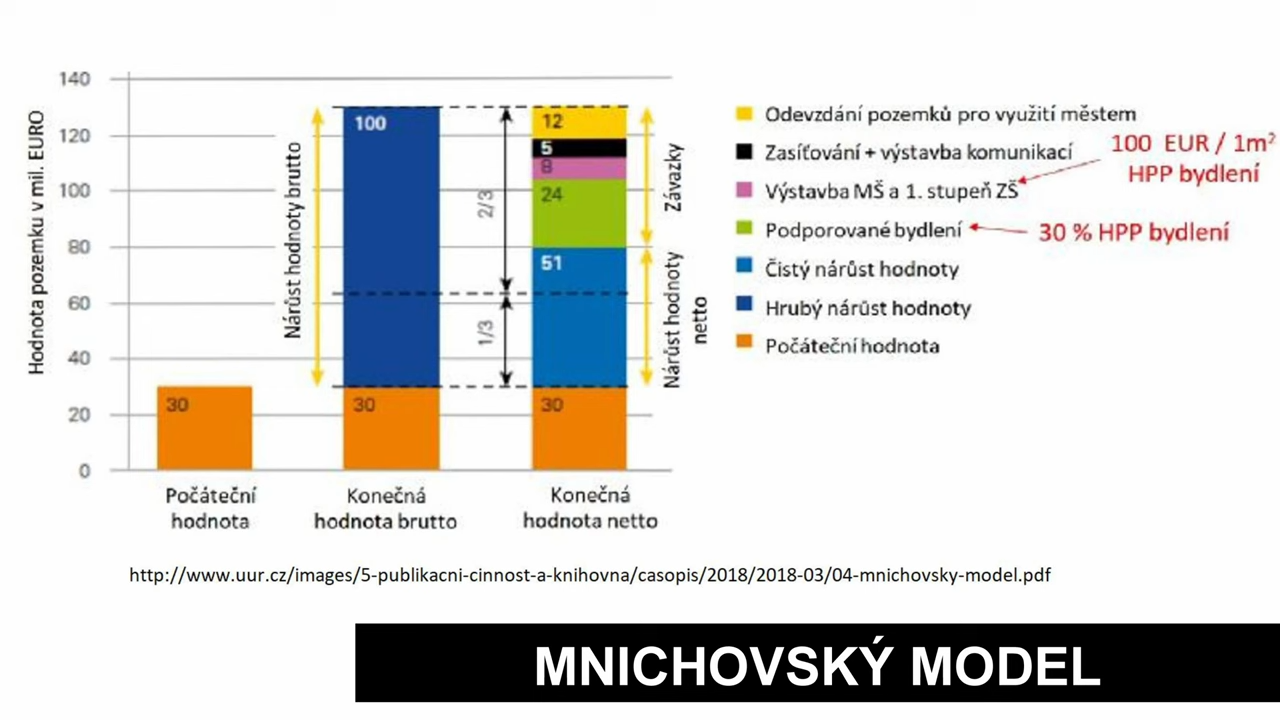 140
120
100
80
60
40
20
0
Hodnota pozemku v mil. EURO
30
Nárůst hodnoty brutto
100
30
2/3
1/3
12
5
8
24
51
30
Závazky
Nárůst hodnoty
netto
Počáteční
hodnota
Konečná
hodnota brutto
Konečná
hodnota netto
Odevzdání pozemků pro využití městem
Zasíťování + výstavba komunikací
Výstavba MŠ a 1. stupeň ZŠ
Podporované bydlení
Čistý nárůst hodnoty
Hrubý nárůst hodnoty
Počáteční hodnota
100 EUR / 1m²
HPP bydlení
30 % HPP bydlení
http://www.uur.cz/images/5-publikacni-cinnost-a-knihovna/casopis/2018/2018-03/04-mnichovsky-model.pdf
MNICHOVSKÝ MODEL